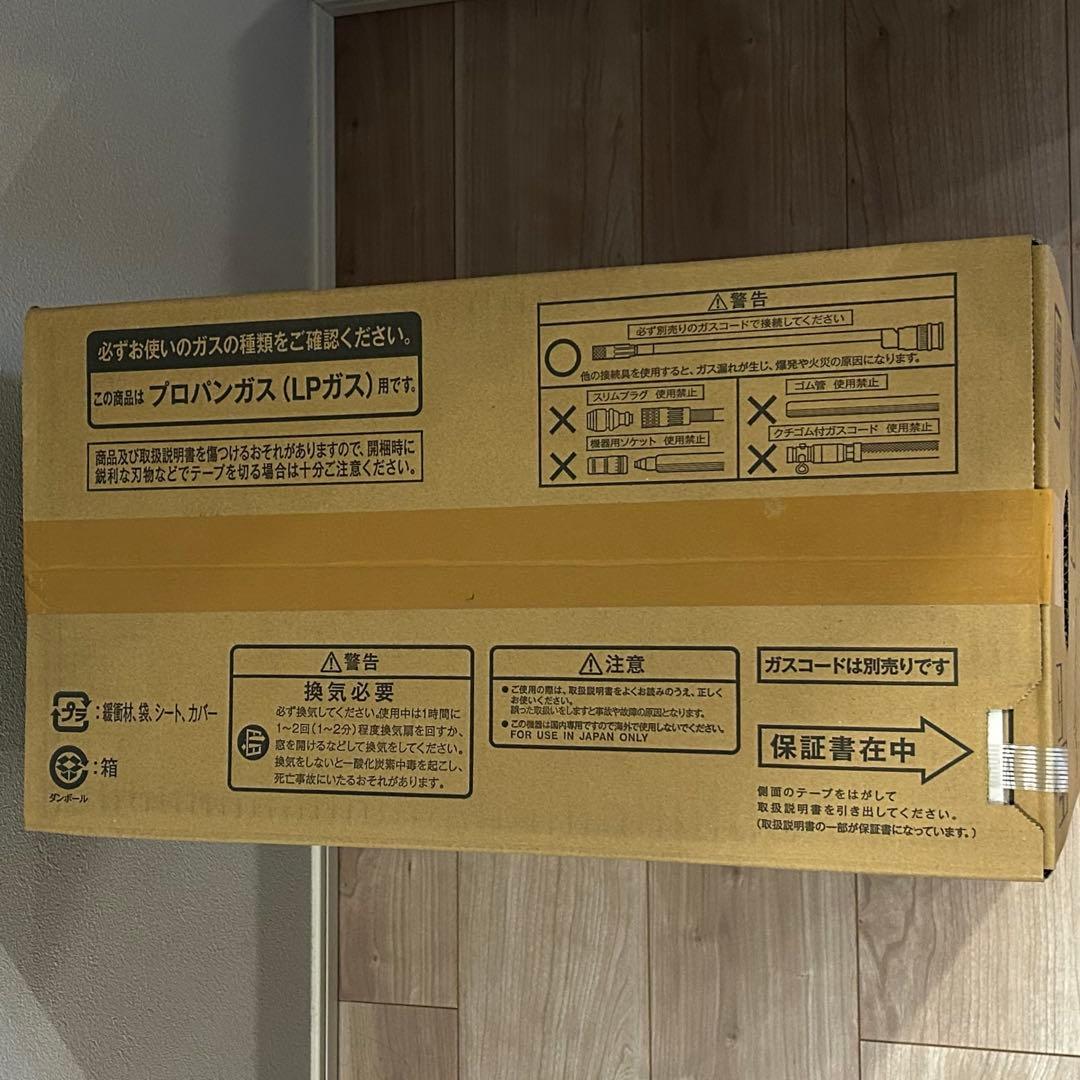 必ずお使いのガスの種類をご確認ください。
この商品は プロパンガス(LPガス)用です。
商品及び取扱説明書を傷つけるおそれがありますので、開梱時に
鋭利な刃物などでテープを切る場合は十分ご注意ください。
警告
必ず別売りのガスコードで接続してください
他の接続具を使用すると、ガス漏れが生じ、爆発や火災の原因になります。
スリムプラグ 使用禁止
機器用ソケット 使用禁止
ゴム管 使用禁止
クチゴム付ガスコード 使用禁止
プラ
:緩衝材、袋、シート、カバー
:箱
ダンボール
警告
換気必要
必ず換気してください。使用中は1時間に
1〜2回(1〜2分)程度換気扇を回すか、
窓を開けるなどして換気をしてください。
換気をしないと一酸化炭素中毒を起こし、
死亡事故にいたるおそれがあります。
注意
●ご使用の際は、取扱説明書をよくお読みのうえ、正しく
お使いください。
誤った取扱いをしますと事故や故障の原因となります。
●この機器は国内専用ですので海外で使用しないでください。
FOR USE IN JAPAN ONLY
ガスコードは別売りです
保証書在中
側面のテープをはがして
取扱説明書を引き出してください。
(取扱説明書の一部が保証書になっています。)